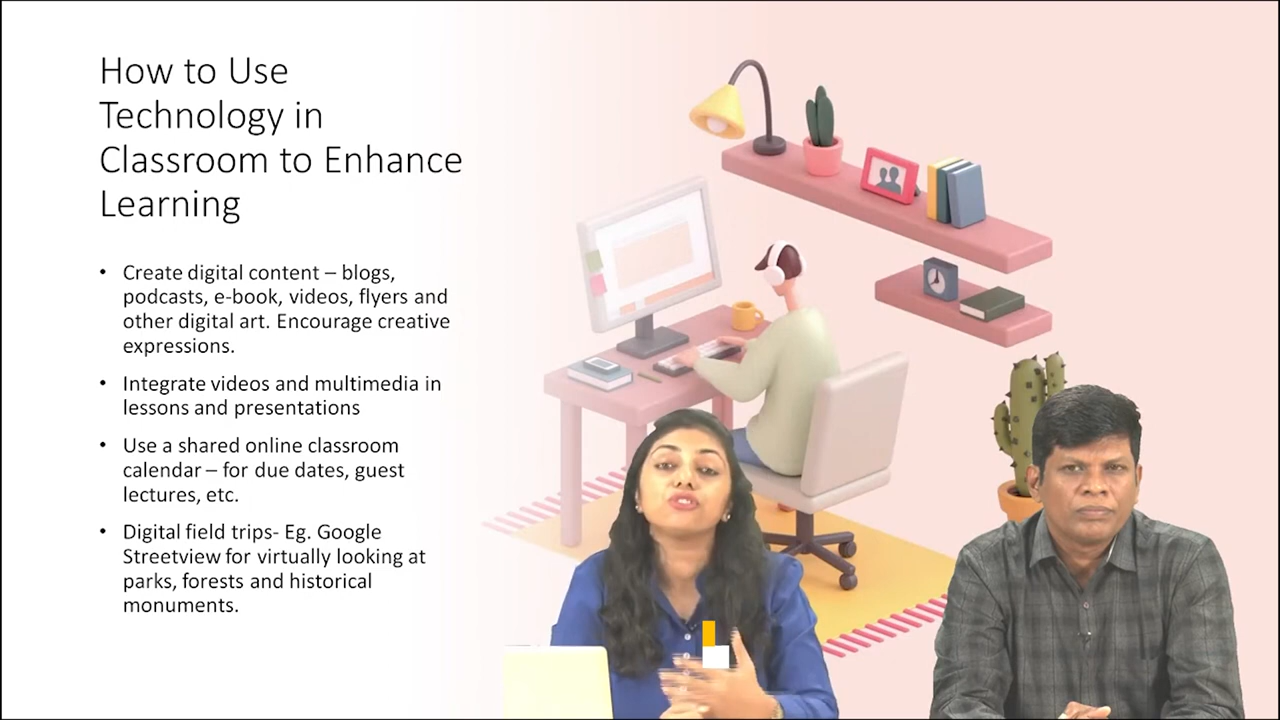 How to Use
Technology in
Classroom to Enhance
Learning
• Create digital content – blogs,
podcasts, e-book, videos, flyers and
other digital art. Encourage creative
expressions.
• Integrate videos and multimedia in
lessons and presentations
• Use a shared online classroom
calendar – for due dates, guest
lectures, etc.
• Digital field trips- Eg. Google
Streetview for virtually looking at
parks, forests and historical
monuments.